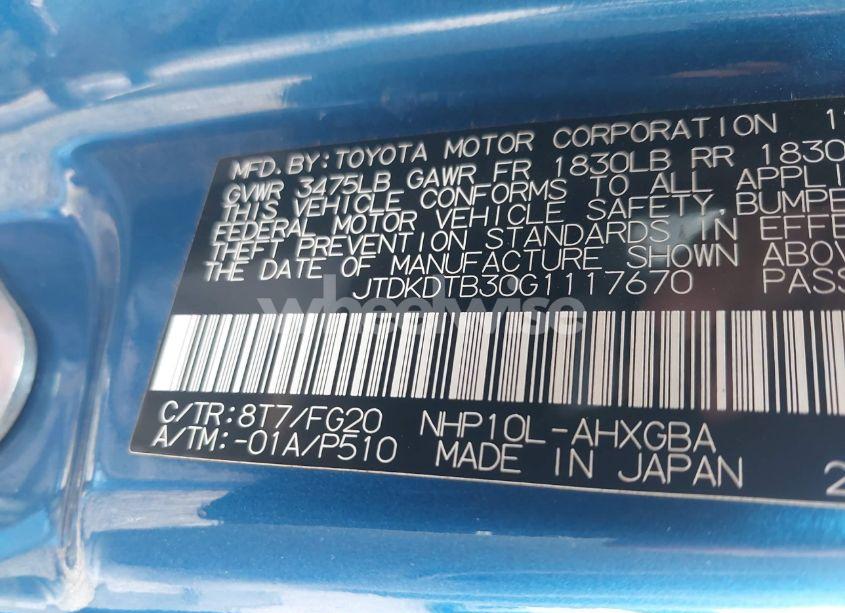 MFD.BY:TOYOTA MOTOR CORPORATION
GVWR 3475LB GAWR FR 1830LB RR 1830
THIS VEHICLE CONFORMS TO ALL APPLI
FEDERAL MOTOR VEHICLE SAFETY,BUMPE
THEFT PREVENTION STANDARDS IN EFFE
THE DATE OF MANUFACTURE SHOWN ABOV
JTDKDTB30G1117670 PASS
wheelwise
C/TR:8T7/FG20 NHP10L-AHXGBA
A/TM:-01A/P510 MADE IN JAPAN